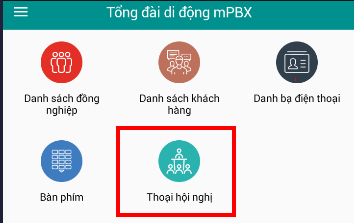 Tổng đài di động mPBX
Danh sách đồng
nghiệp
Danh sách khách
hàng
Danh bạ điện thoại
Bàn phím
Thoại hội nghị